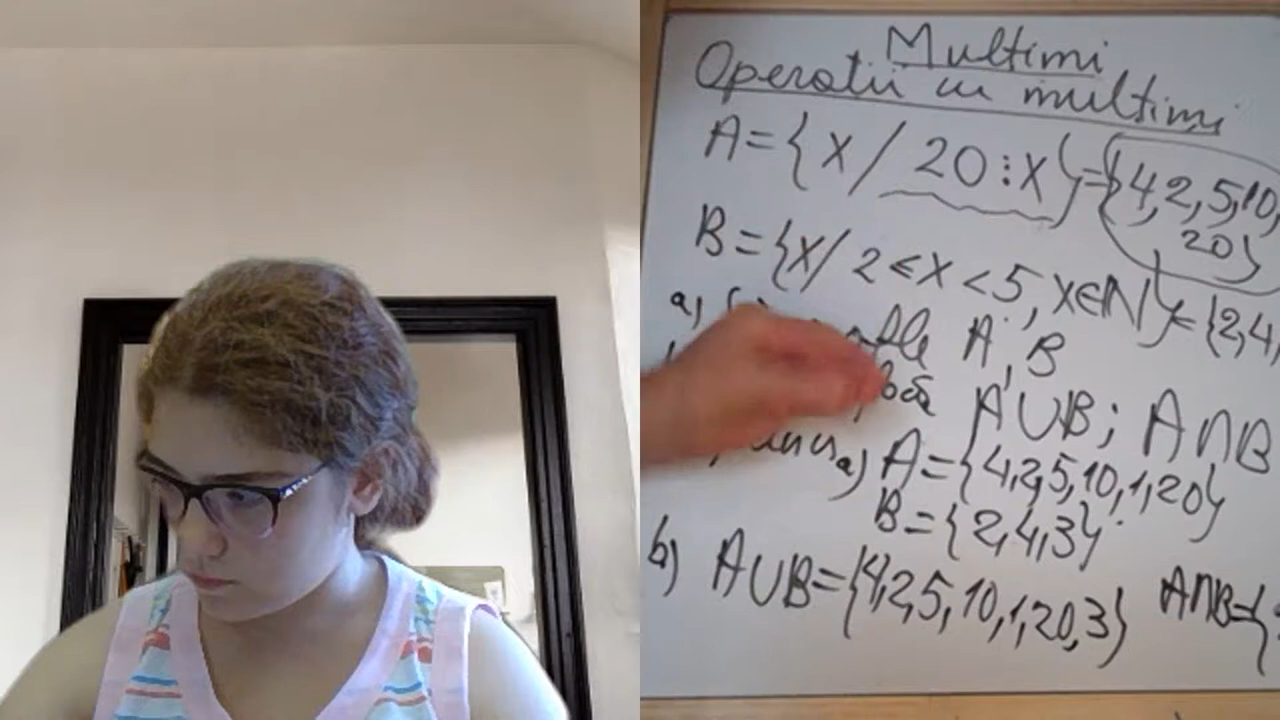 Multimi
Operatii cu multimi
A={x/ 20⋮x}={4,2,5,10,
20}
B={x/ 2≤x<5, x∈N}={2,4,
a) A, B
A∪B; A∩B
a) A={4,2,5,10,1,20}
B={2,4,3}.
b) A∪B={4,2,5,10,1,20,3} A∩B={